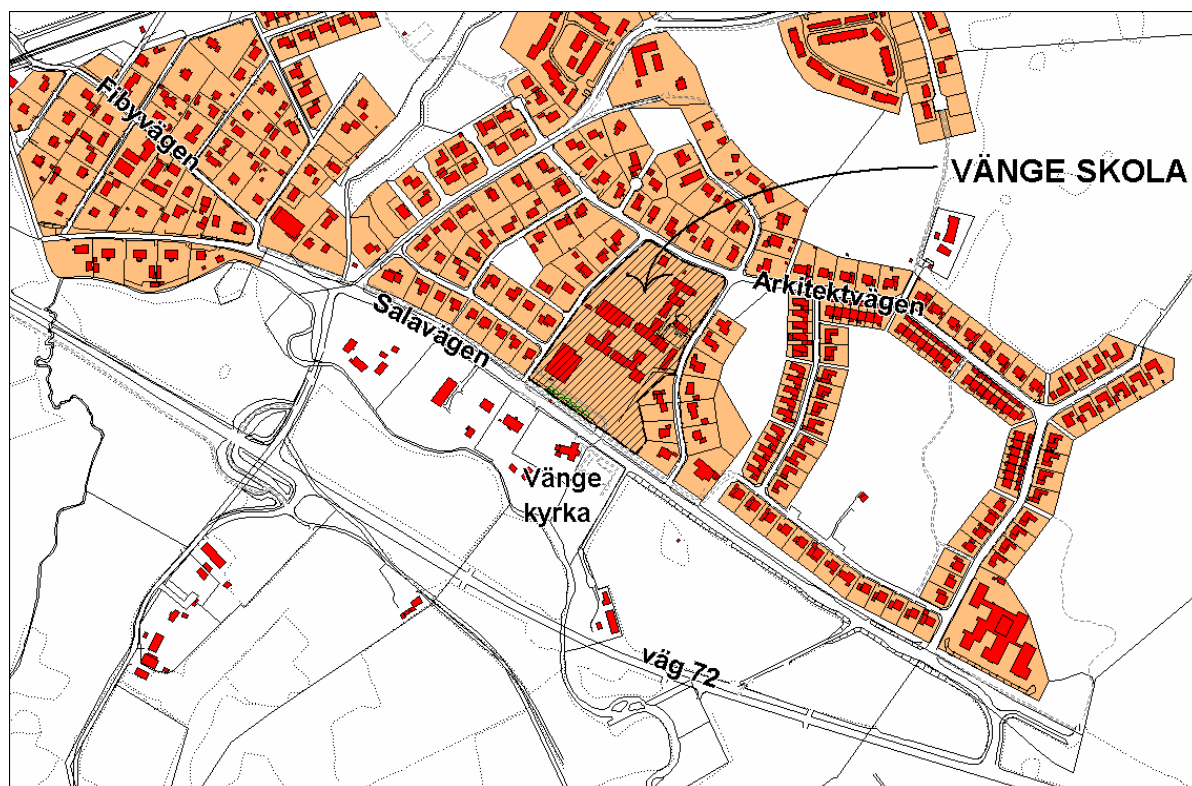 Fibyvägen
VÄNGE SKOLA
Arkitektvägen
Salavägen
Vänge
kyrka
väg 72